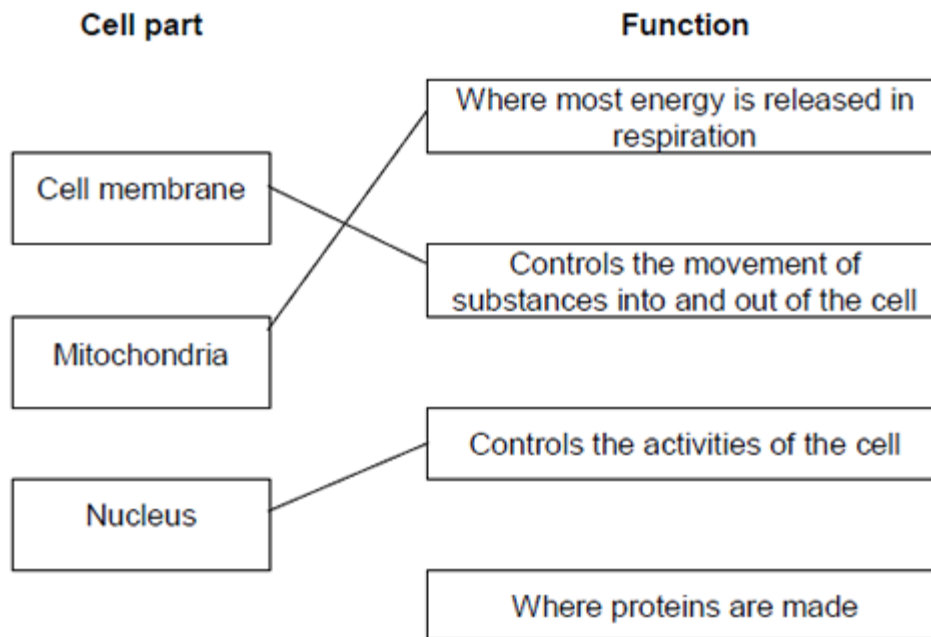 Cell part
Function
Where most energy is released in
respiration
Cell membrane
Controls the movement of
substances into and out of the cell
Mitochondria
Controls the activities of the cell
Nucleus
Where proteins are made